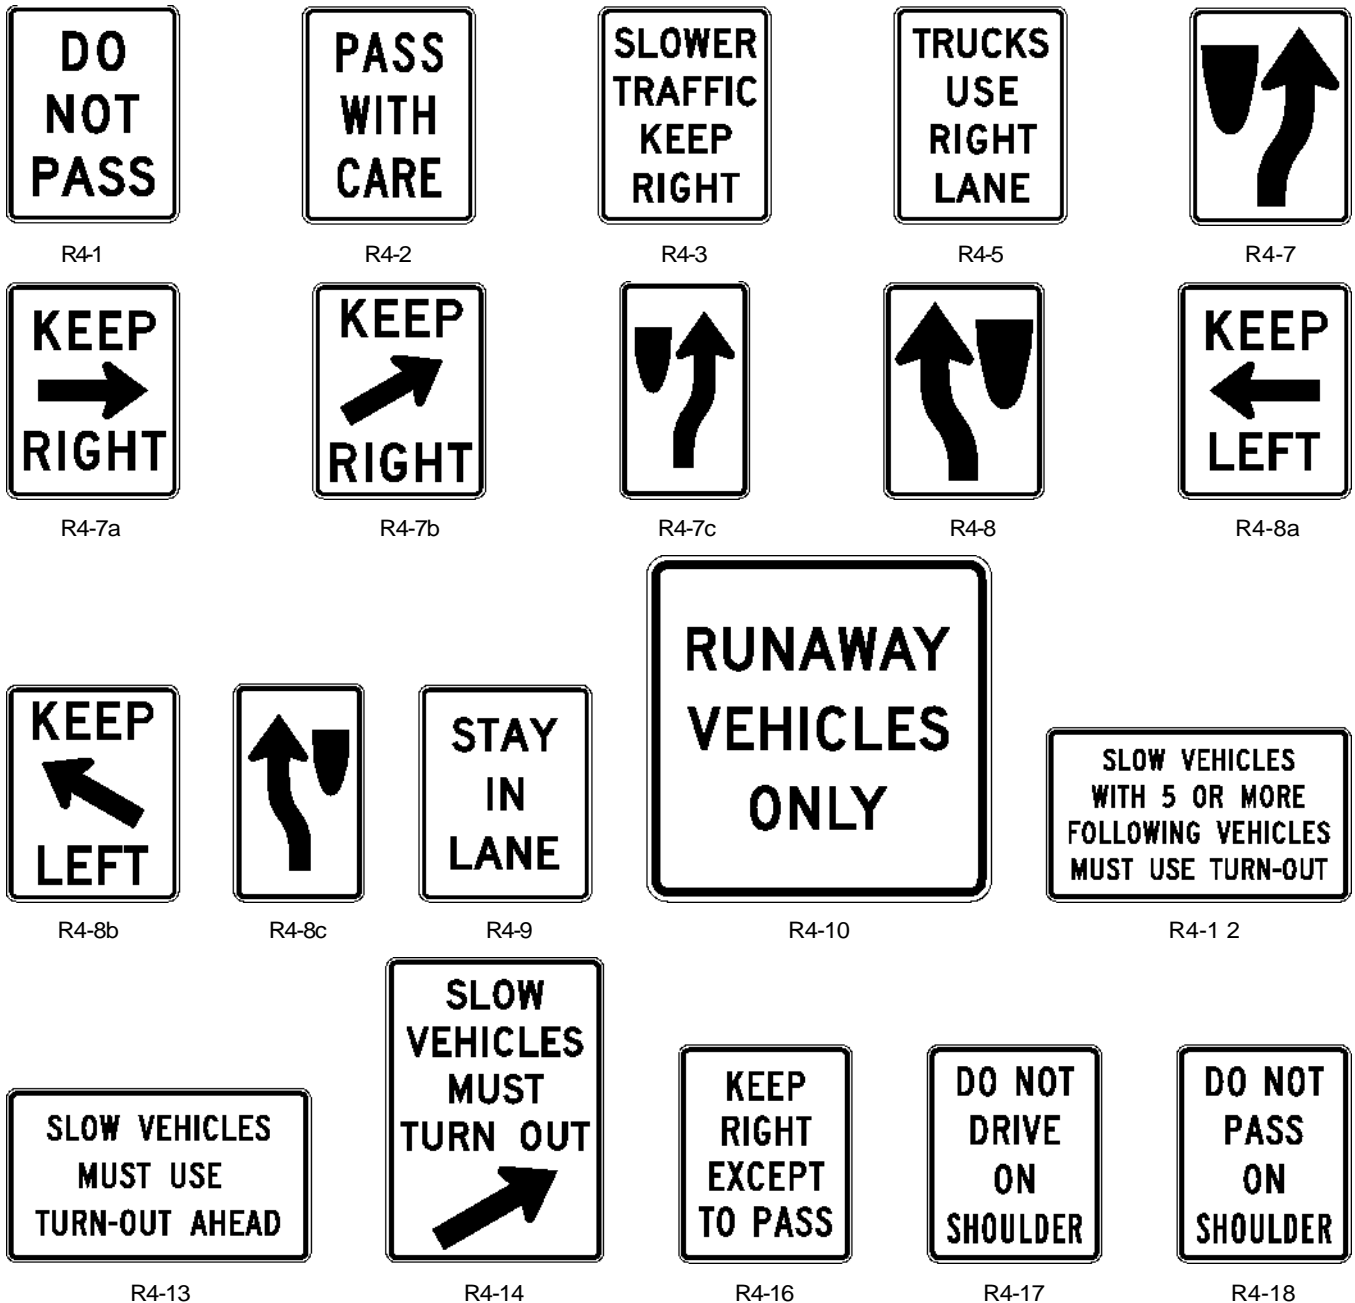 DO
NOT
PASS
R4-1
PASS
WITH
CARE
R4-2
SLOWER
TRAFFIC
KEEP
RIGHT
R4-3
TRUCKS
USE
RIGHT
LANE
R4-5
R4-7
KEEP
RIGHT
R4-7a
KEEP
RIGHT
R4-7b
R4-7c
R4-8
KEEP
LEFT
R4-8a
KEEP
LEFT
R4-8b
R4-8c
STAY
IN
LANE
R4-9
RUNAWAY
VEHICLES
ONLY
R4-10
SLOW VEHICLES
WITH 5 OR MORE
FOLLOWING VEHICLES
MUST USE TURN-OUT
R4-1 2
SLOW VEHICLES
MUST USE
TURN-OUT AHEAD
R4-13
SLOW
VEHICLES
MUST
TURN OUT
R4-14
KEEP
RIGHT
EXCEPT
TO PASS
R4-16
DO NOT
DRIVE
ON
SHOULDER
R4-17
DO NOT
PASS
ON
SHOULDER
R4-18